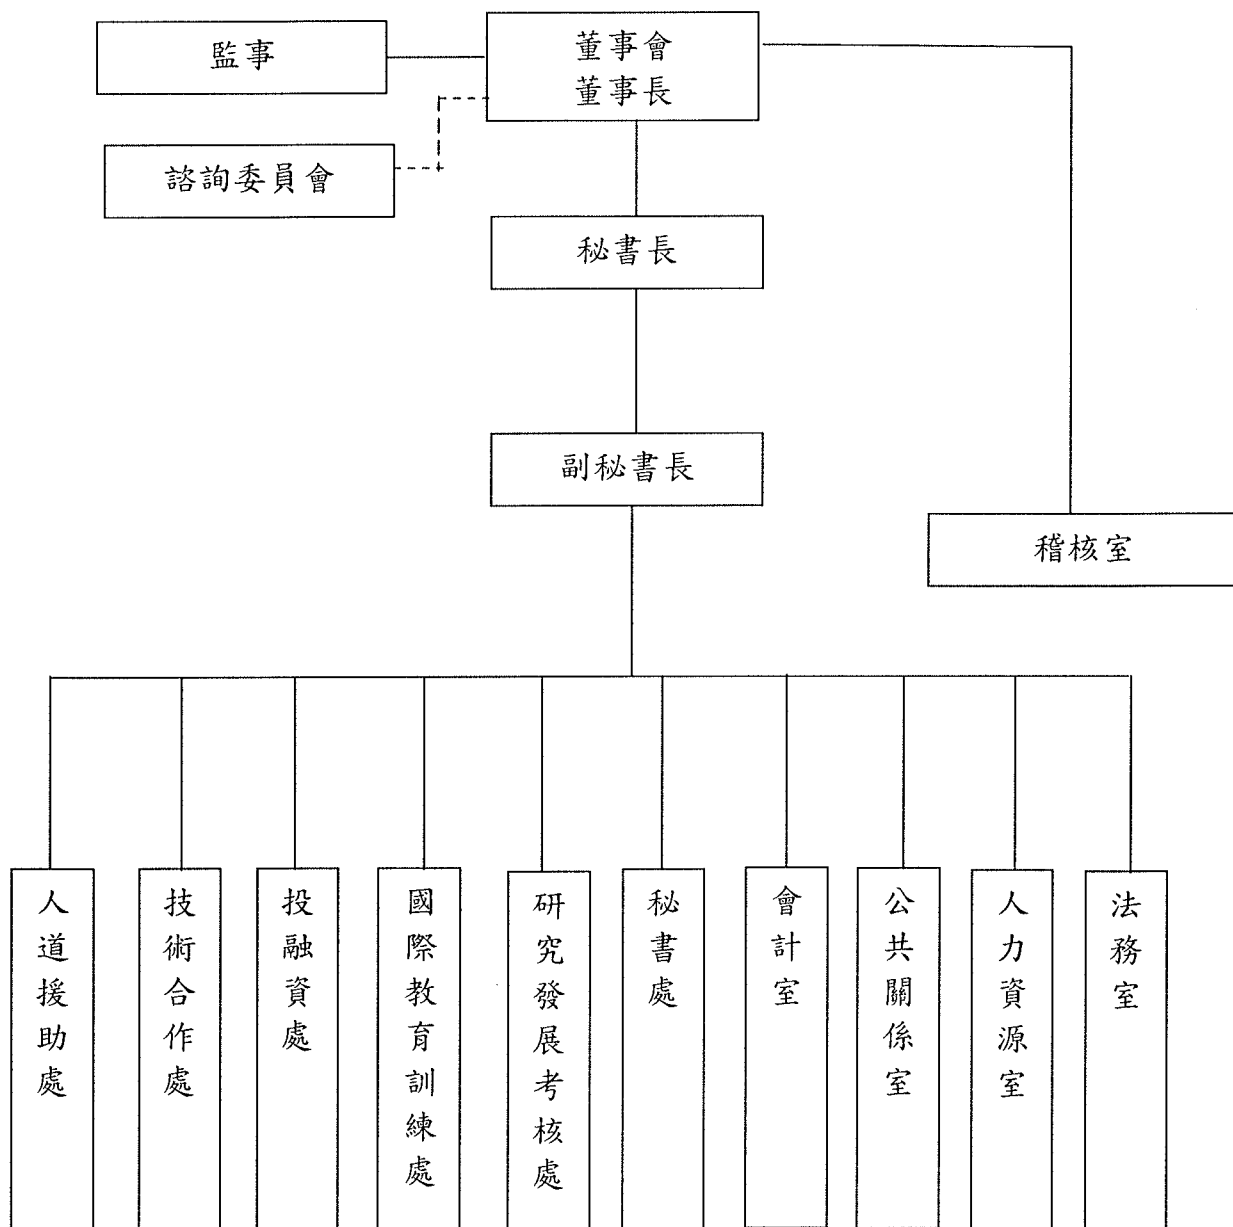 監事
董事會
董事長
諮詢委員會
秘書長
副秘書長
稽核室
人道援助處
技術合作處
投融資處
國際教育訓練處
研究發展考核處
秘書處
會計室
公共關係室
人力資源室
法務室